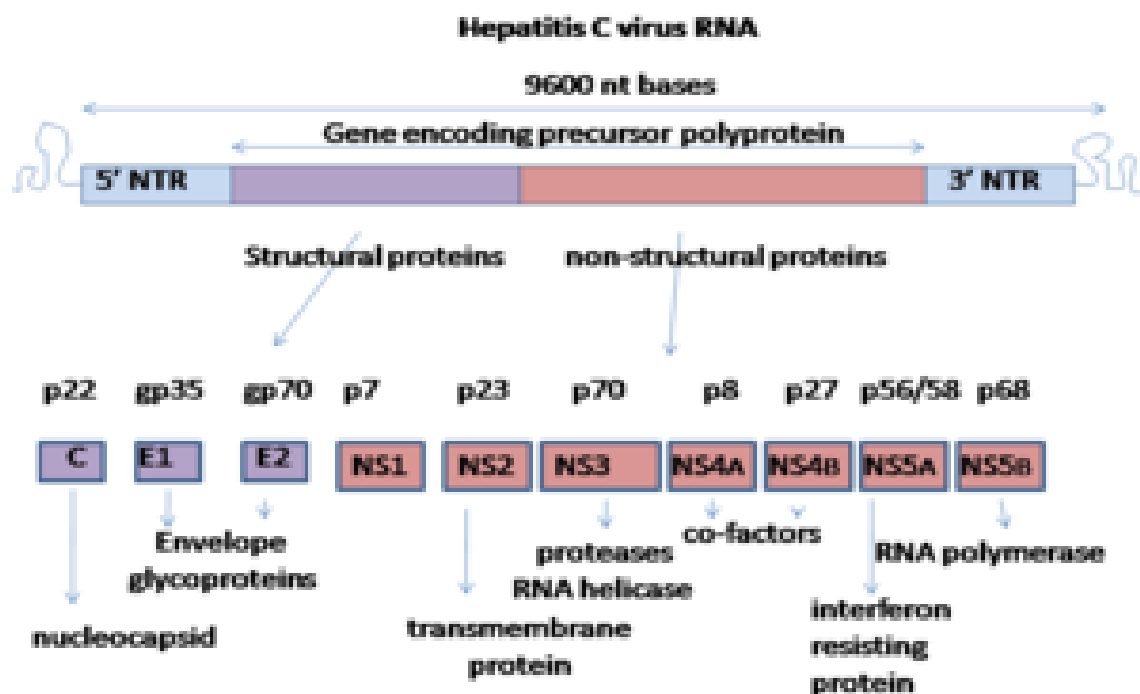 Hepatitis C virus RNA
9600 nt bases
Gene encoding precursor polyprotein
5' NTR
3' NTR
Structural proteins
non-structural proteins
p22 gp35 gp70 p7 p23 p70 p8 p27 p56/58 p68
C E1 E2 NS1 NS2 NS3 NS4A NS4B NS5A NS5B
Envelope
glycoproteins
nucleocapsid
transmembrane
protein
proteases
RNA helicase
co-factors
interferon
resisting
protein
RNA polymerase